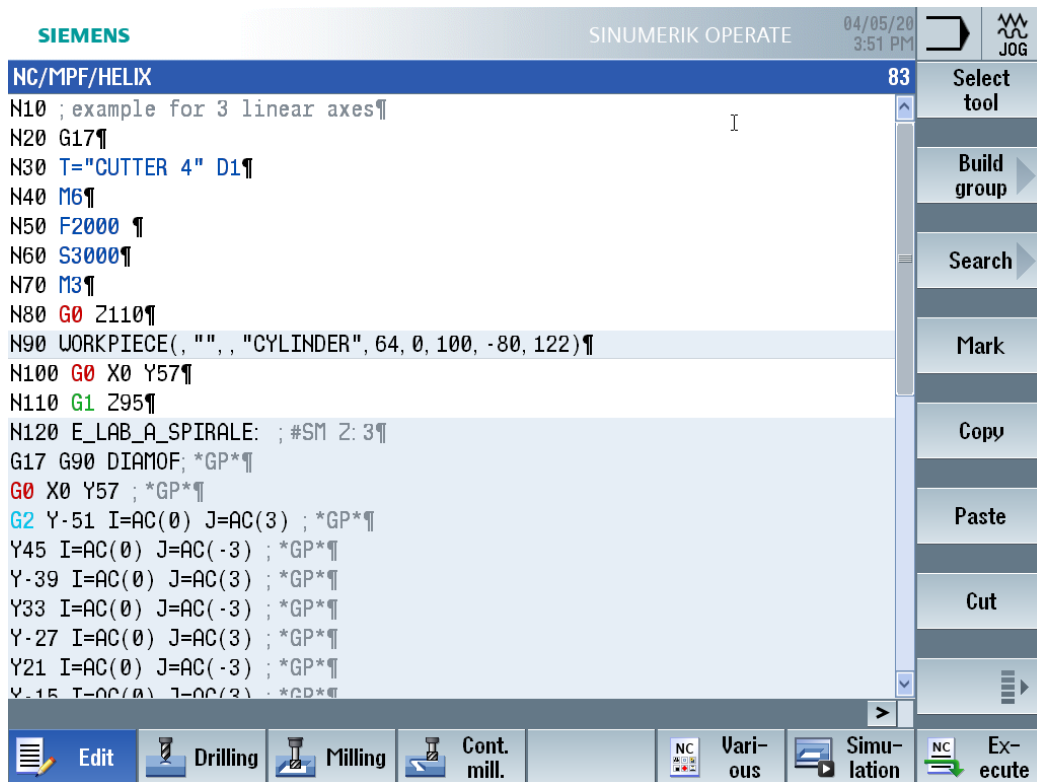 SIEMENS
SINUMERIK OPERATE
04/05/20
3:51 PM
JOG
NC/MPF/HELIX 83
N10 ;example for 3 linear axes¶
N20 G17¶
N30 T="CUTTER 4" D1¶
N40 M6¶
N50 F2000 ¶
N60 S3000¶
N70 M3¶
N80 G0 Z110¶
N90 WORKPIECE(,"",,"CYLINDER",64,0,100,-80,122)¶
N100 G0 X0 Y57¶
N110 G1 Z95¶
N120 E_LAB_A_SPIRALE: ;#SM Z:3¶
G17 G90 DIAMOF;*GP*¶
G0 X0 Y57 ;*GP*¶
G2 Y-51 I=AC(0) J=AC(3) ;*GP*¶
Y45 I=AC(0) J=AC(-3) ;*GP*¶
Y-39 I=AC(0) J=AC(3) ;*GP*¶
Y33 I=AC(0) J=AC(-3) ;*GP*¶
Y-27 I=AC(0) J=AC(3) ;*GP*¶
Y21 I=AC(0) J=AC(-3) ;*GP*¶
Y-15 I=AC(0) J=AC(3) ;*GP*¶
>
Select
tool
Build
group
Search
Mark
Copy
Paste
Cut
Edit
Drilling
Milling
Cont.
mill.
NC
Vari-
ous
Simu-
lation
NC
Ex-
ecute